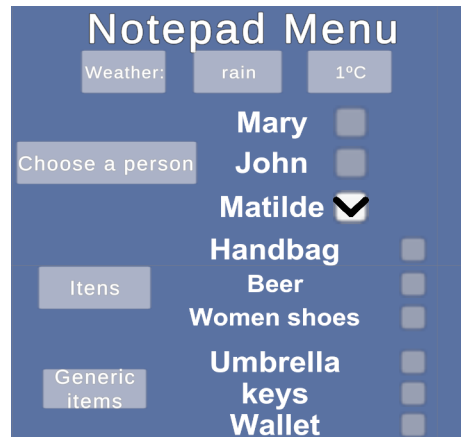 Notepad Menu
Weather: rain 1ºC
Mary
Choose a person John
Matilde
Handbag
Itens Beer
Women shoes
Umbrella
Generic items keys
Wallet